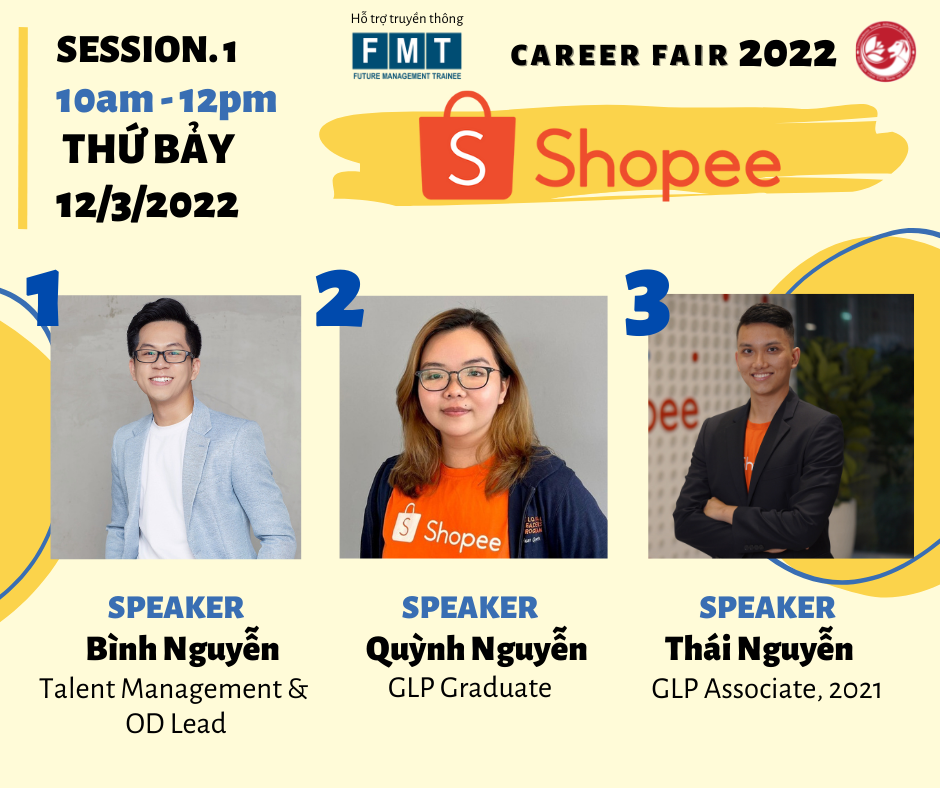 SESSION. 1
10am - 12pm
THỨ BẢY
12/3/2022
Hỗ trợ truyền thông
FMT
FUTURE MANAGEMENT TRAINEE
CAREER FAIR 2022
S Shopee
1
2
3
Shopee
pee
SPEAKER
Bình Nguyễn
Talent Management &
OD Lead
SPEAKER
Quỳnh Nguyễn
GLP Graduate
SPEAKER
Thái Nguyễn
GLP Associate, 2021